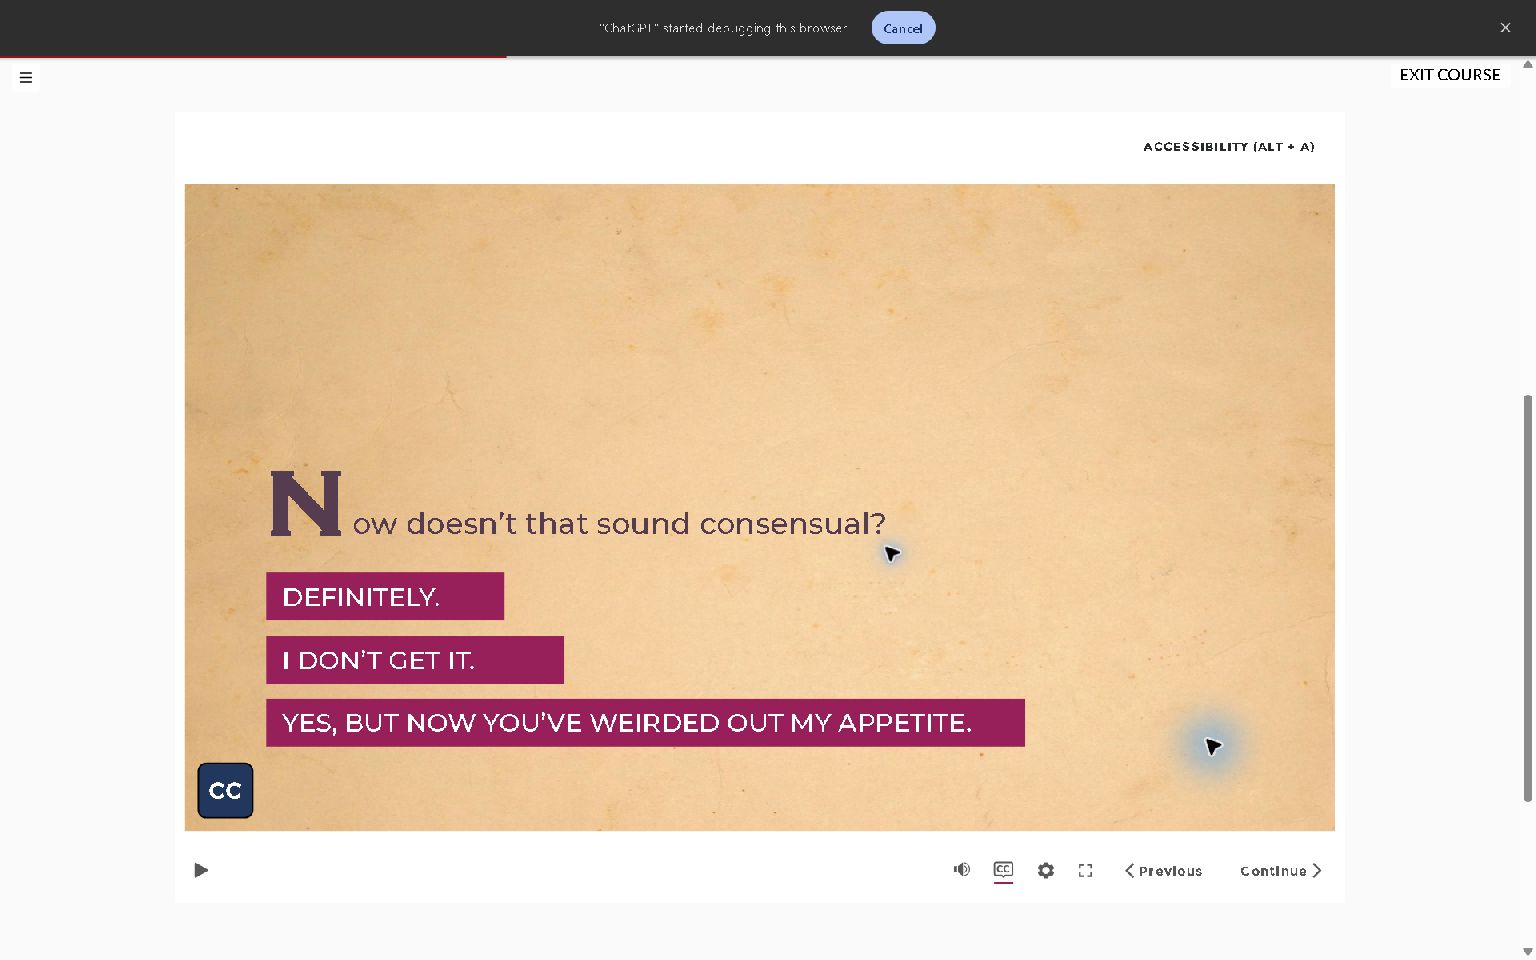 "ChatGPT" started debugging this browser
Cancel
EXIT COURSE
ACCESSIBILITY (ALT + A)
Now doesn't that sound consensual?
DEFINITELY.
I DON'T GET IT.
YES, BUT NOW YOU'VE WEIRDED OUT MY APPETITE.
CC
CC
Previous
Continue